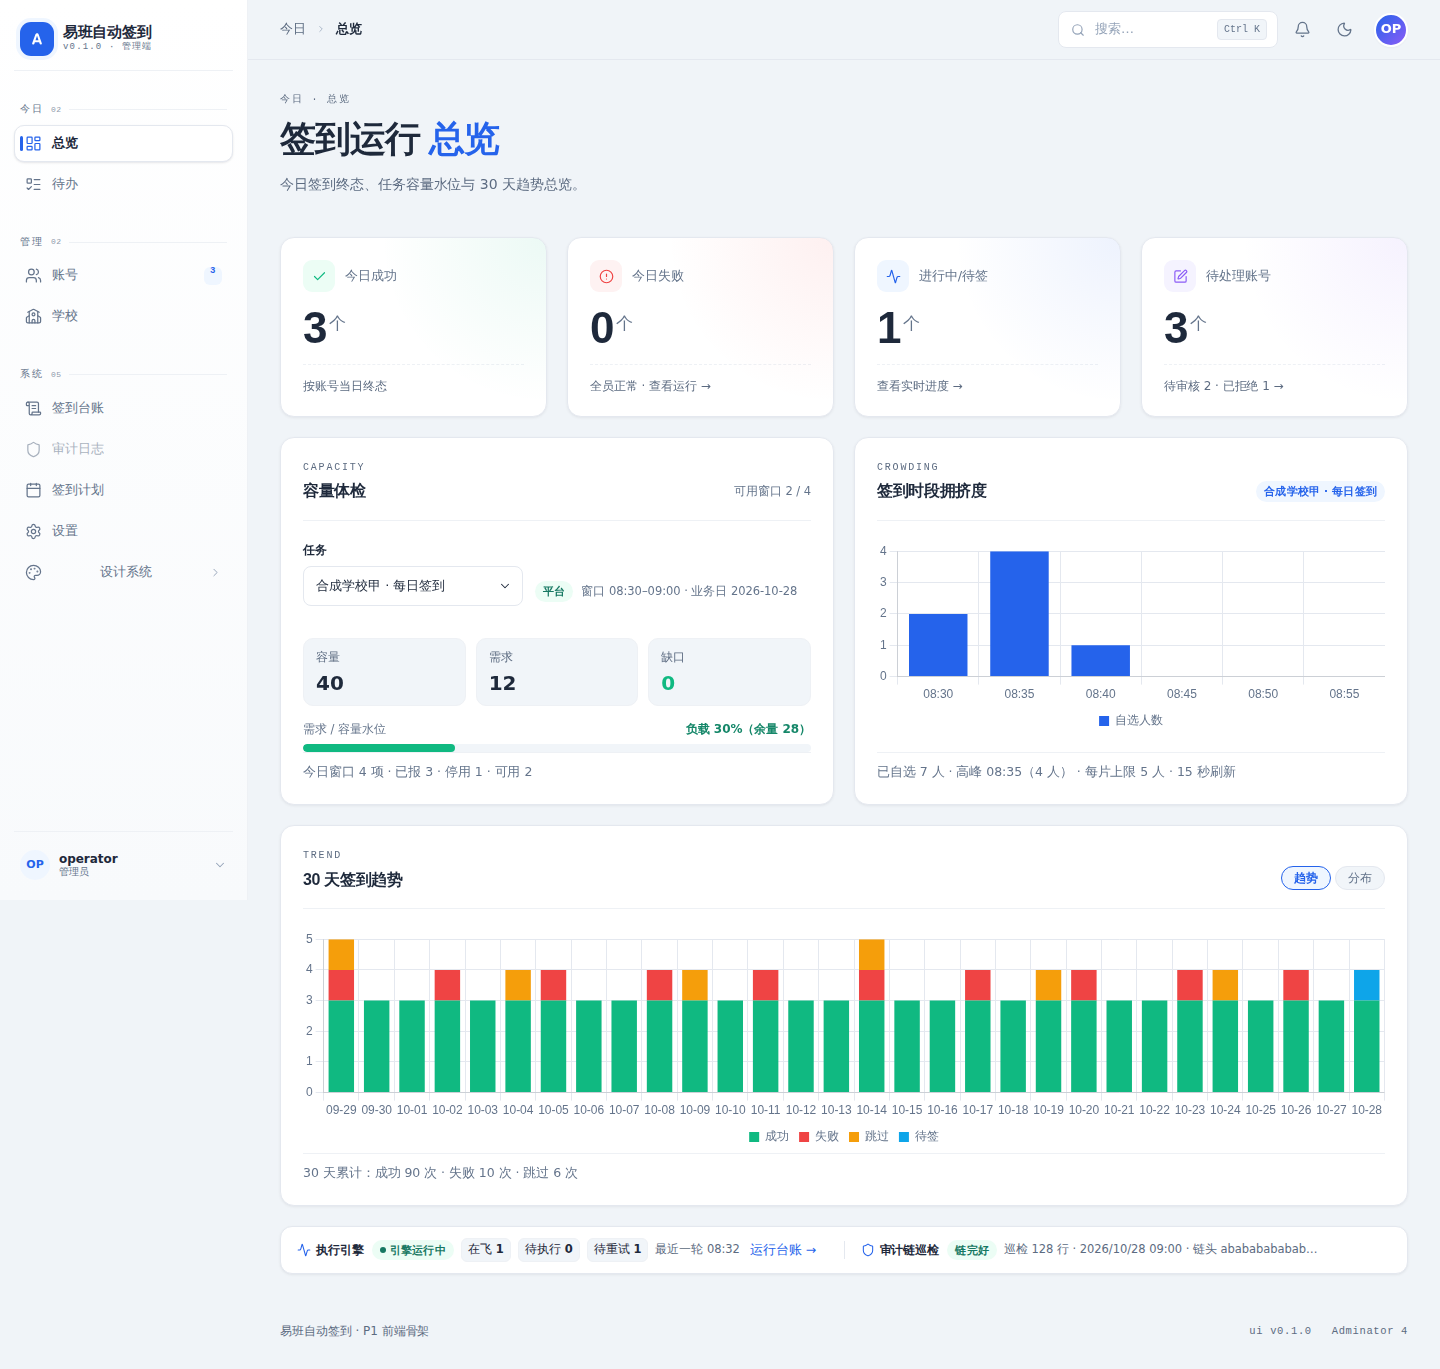 A
易班自动签到
v0.1.0 · 管理端
今日 02
总览
待办
管理 02
账号 3
学校
系统 05
签到台账
审计日志
签到计划
设置
设计系统
OP
operator
管理员
今日 总览
搜索… Ctrl K
OP
今日 · 总览
签到运行 总览
今日签到终态、任务容量水位与 30 天趋势总览。
今日成功
3个
按账号当日终态
今日失败
0个
全员正常 · 查看运行 →
进行中/待签
1个
查看实时进度 →
待处理账号
3个
待审核 2 · 已拒绝 1 →
CAPACITY
容量体检 可用窗口 2 / 4
任务
合成学校甲 · 每日签到 平台 窗口 08:30–09:00 · 业务日 2026-10-28
容量 需求 缺口
40 12 0
需求 / 容量水位 负载 30%（余量 28）
今日窗口 4 项 · 已报 3 · 停用 1 · 可用 2
CROWDING
签到时段拥挤度 合成学校甲 · 每日签到
4
3
2
1
0
08:30 08:35 08:40 08:45 08:50 08:55
自选人数
已自选 7 人 · 高峰 08:35（4 人） · 每片上限 5 人 · 15 秒刷新
TREND
30 天签到趋势 趋势 分布
5
4
3
2
1
0
09-29 09-30 10-01 10-02 10-03 10-04 10-05 10-06 10-07 10-08 10-09 10-10 10-11 10-12 10-13 10-14 10-15 10-16 10-17 10-18 10-19 10-20 10-21 10-22 10-23 10-24 10-25 10-26 10-27 10-28
成功 失败 跳过 待签
30 天累计：成功 90 次 · 失败 10 次 · 跳过 6 次
执行引擎 引擎运行中 在飞 1 待执行 0 待重试 1 最近一轮 08:32 运行台账 → 审计链巡检 链完好 巡检 128 行 · 2026/10/28 09:00 · 链头 abababababab…
易班自动签到 · P1 前端骨架 ui v0.1.0 Adminator 4